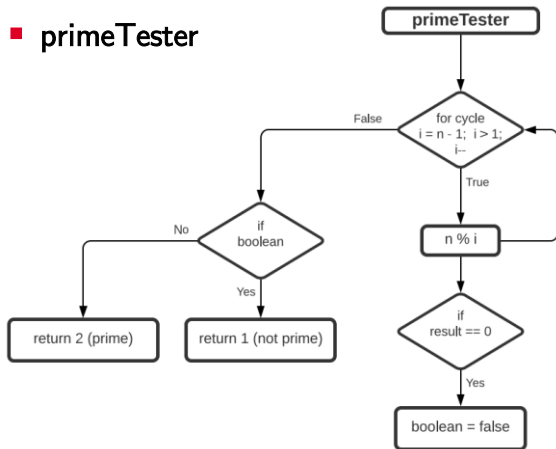 primeTester
primeTester
for cycle
i = n - 1;  i > 1;
i--
False
True
n % i
if
boolean
No
Yes
return 2 (prime)
return 1 (not prime)
if
result == 0
Yes
boolean = false